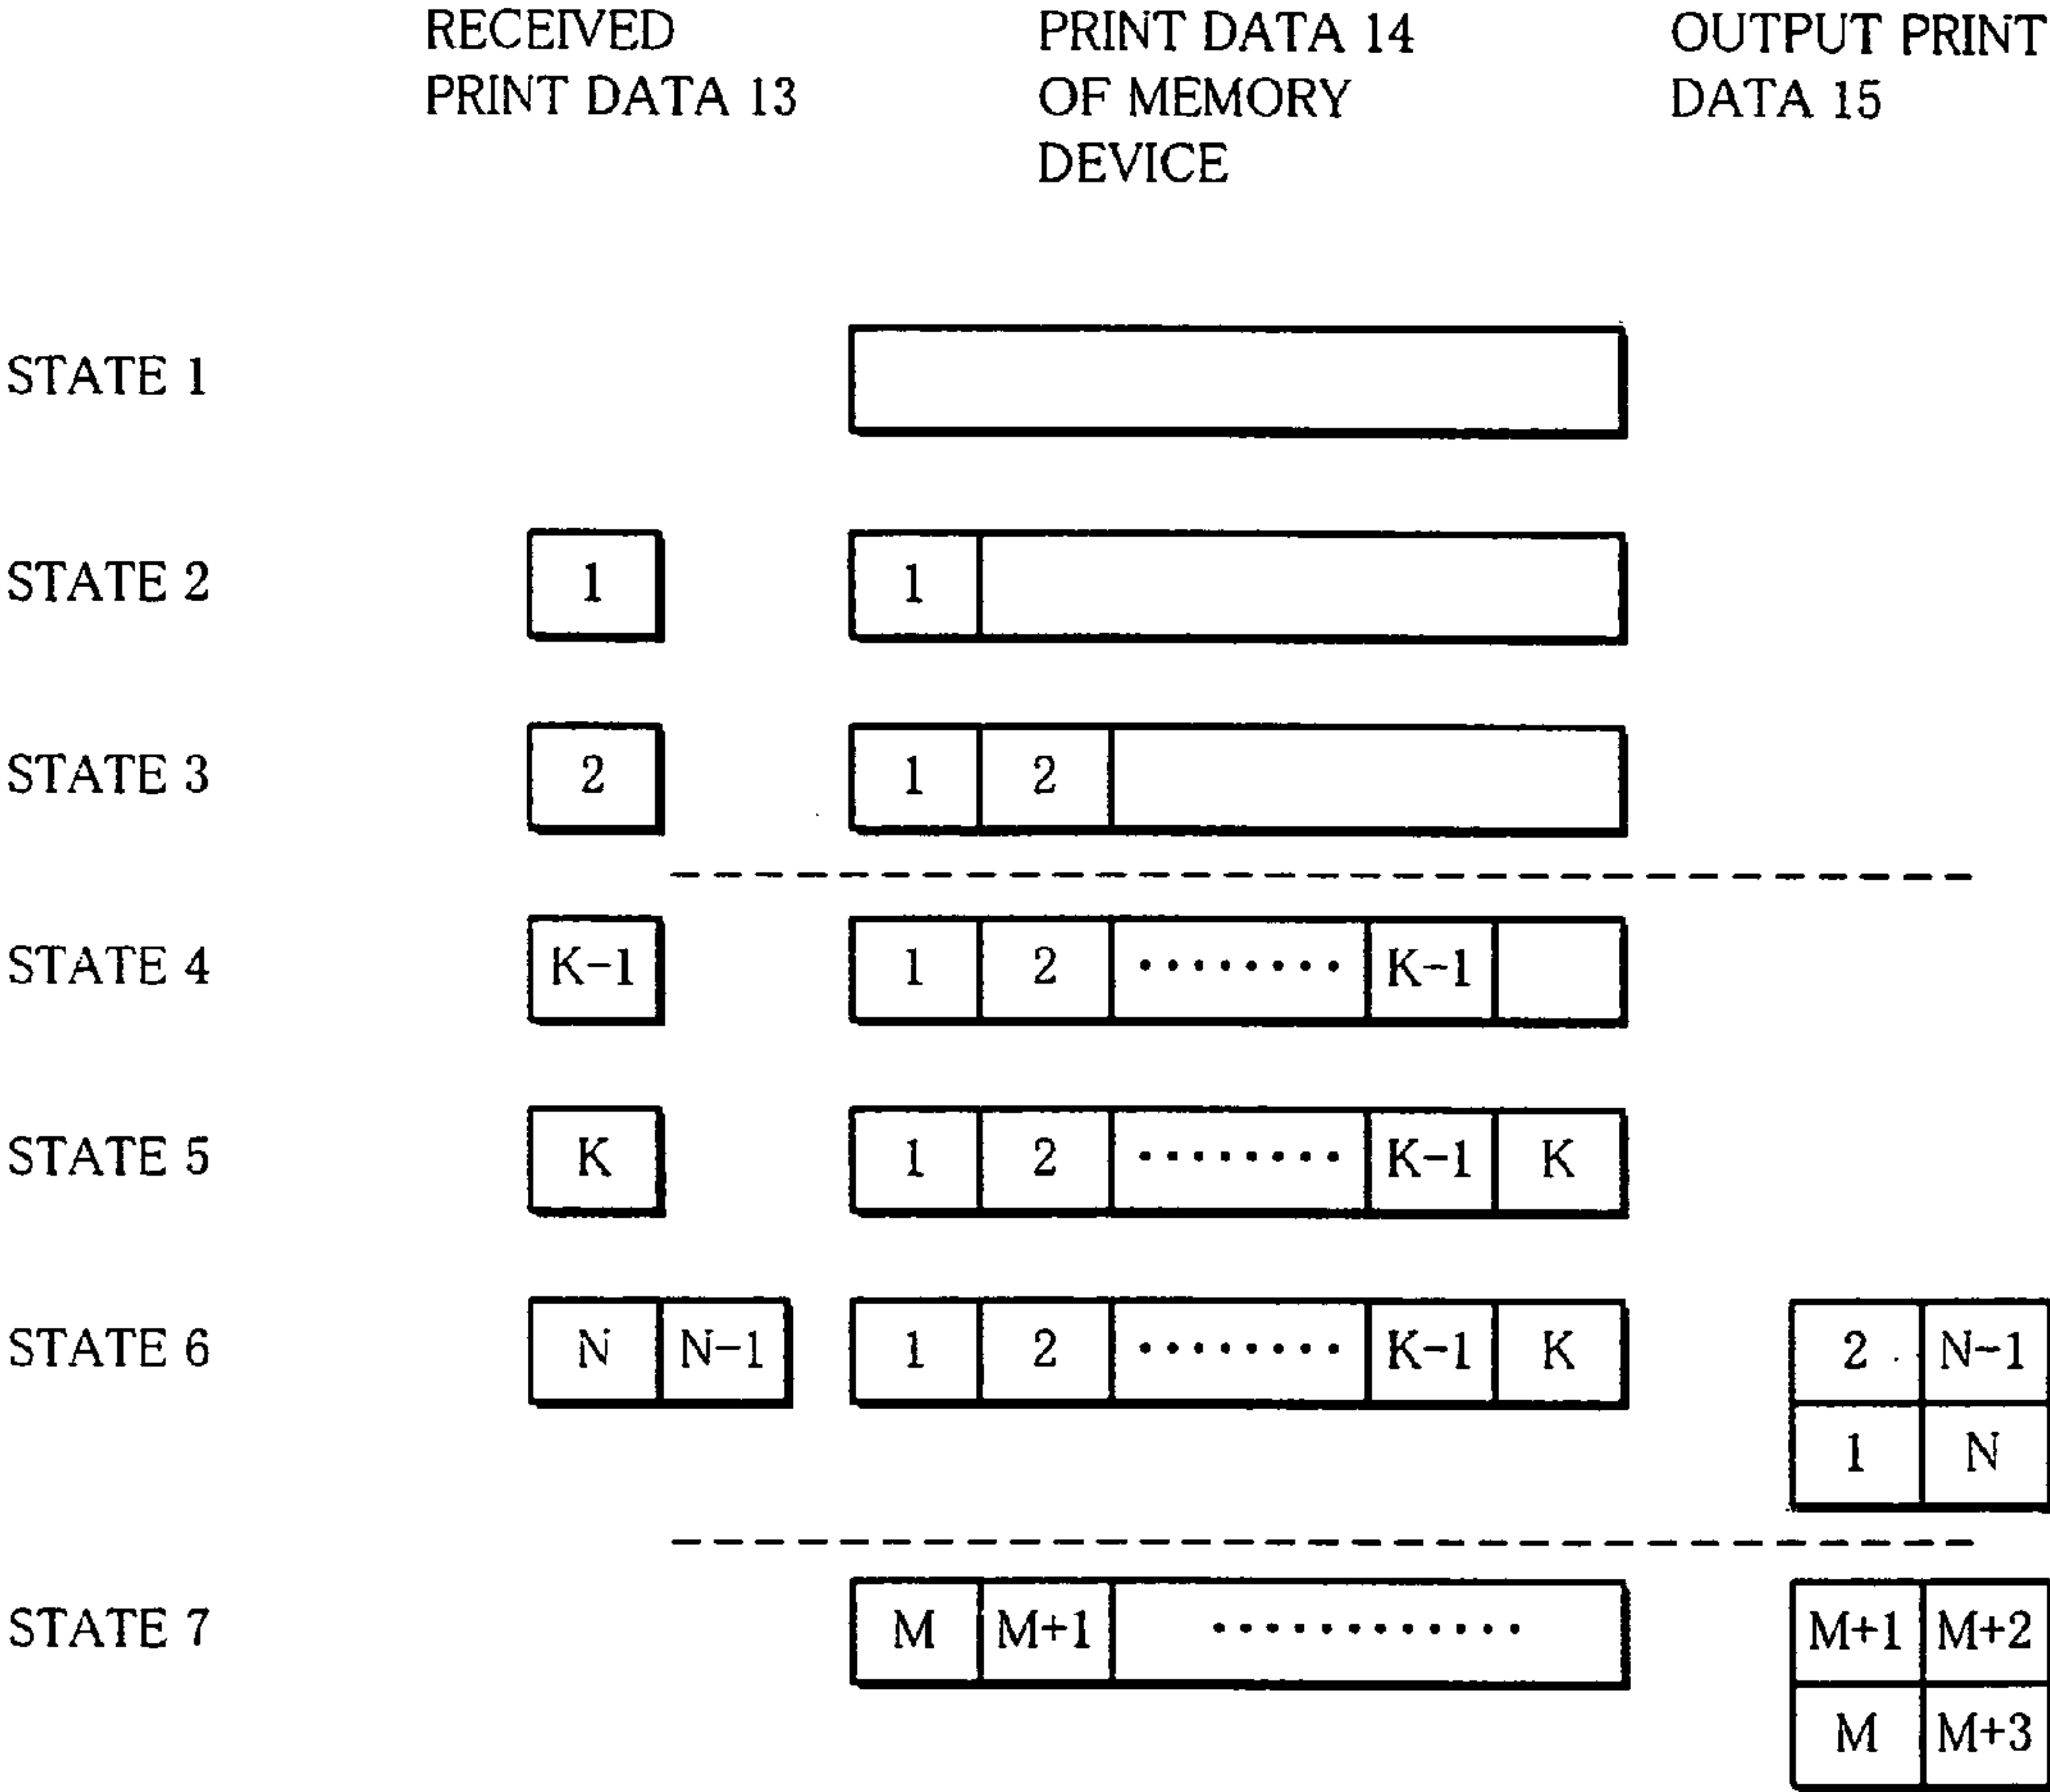 RECEIVED
PRINT DATA 13
PRINT DATA 14
OF MEMORY
DEVICE
OUTPUT PRINT
DATA 15
STATE 1
STATE 2 1 1
STATE 3 2 1 2
STATE 4 K-1 1 2 ········ K-1
STATE 5 K 1 2 ········ K-1 K
STATE 6 N N-1 1 2 ········ K-1 K 2 N-1
1 N
STATE 7 M M+1 ············ M+1 M+2
M M+3